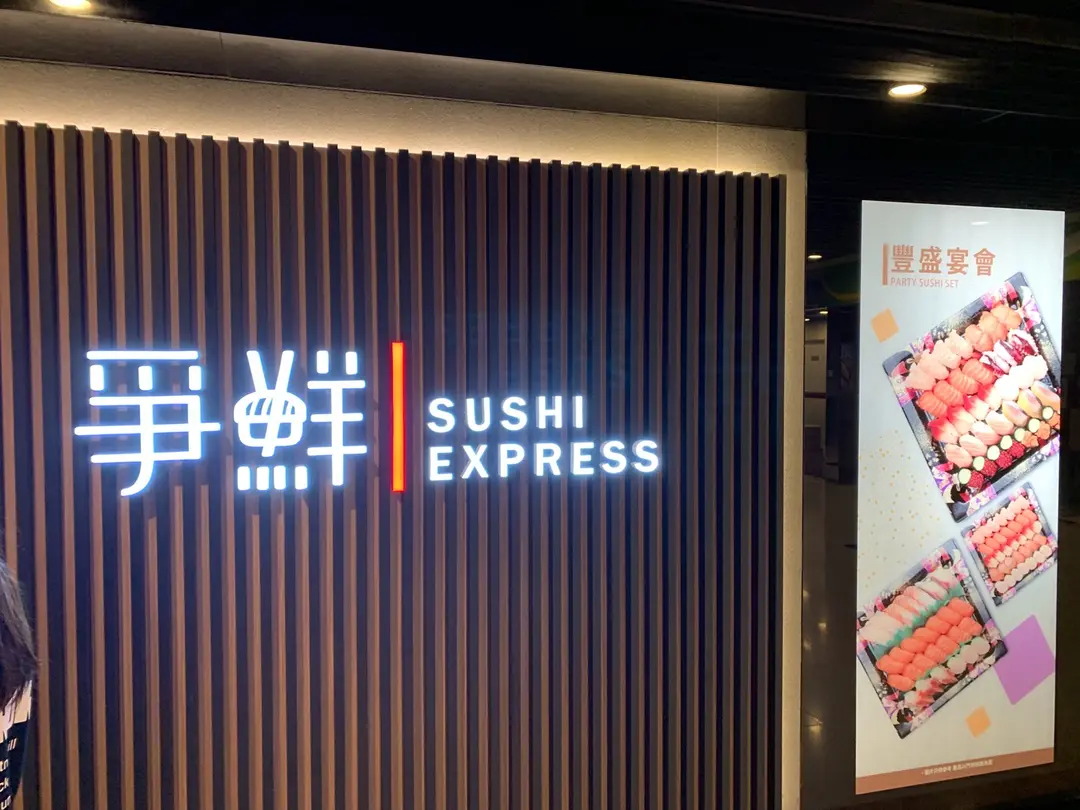 爭鮮
SUSHI
EXPRESS
豐盛宴會
PARTY SUSHI SET